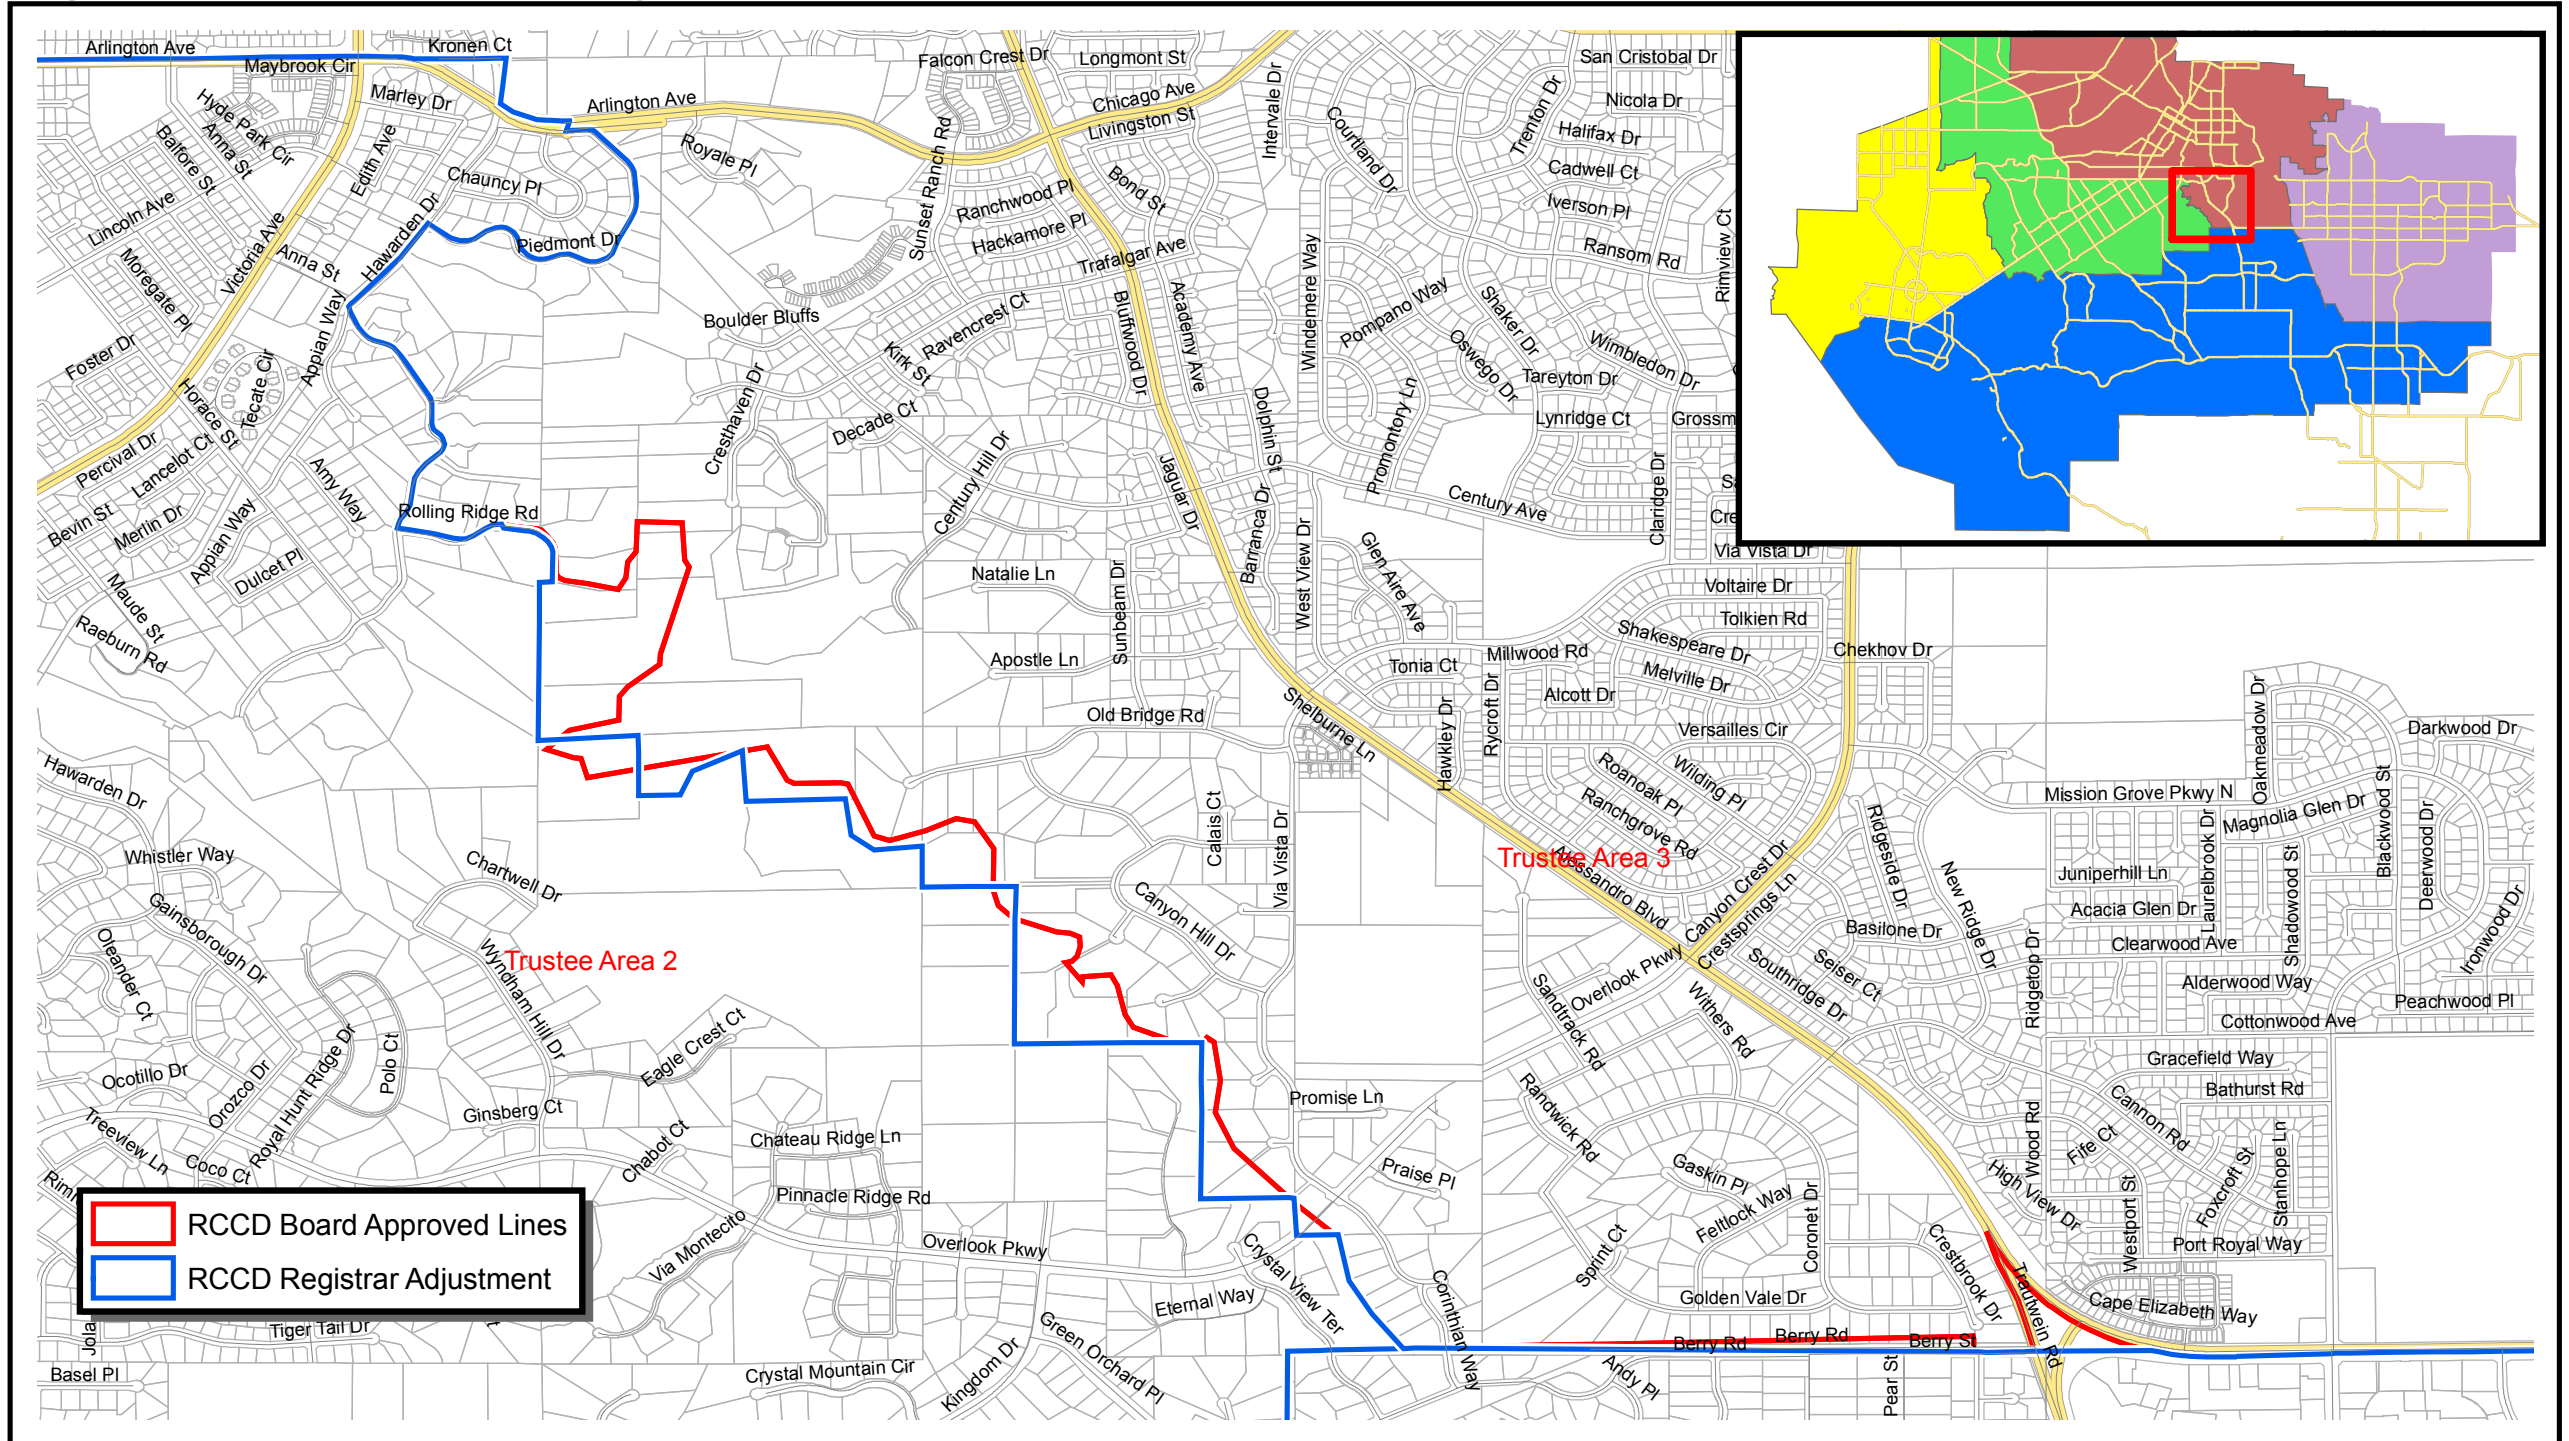 Arlington Ave
Kronen Ct
Maybrook Cir
Falcon Crest Dr
Longmont St
San Cristobal Dr
Hyde Park Cir
Marley Dr
Arlington Ave
Chicago Ave
Livingston St
Intervale Dr
Courtland Dr
Trenton Dr
Nicola Dr
Halifax Dr
Balfore St
Anna St
Edith Ave
Royale Pl
Sunset Ranch Rd
Cadwell Ct
Chauncy Pl
Bond St
Ranchwood Pl
Iverson Pl
Lincoln Ave
Hawarden Dr
Hackamore Pl
Piedmont Dr
Trafalgar Ave
Windemere Way
Ransom Rd
Rimview Ct
Victoria Ave
Anna St
Moregate Pl
Appian Way
Boulder Bluffs
Ravencrest Ct
Kirk St
Bluffwood Dr
Academy Ave
Pompano Way
Shaker Dr
Oswego Dr
Wimbledon Dr
Foster Dr
Tecate Cir
Horace St
Cresthaven Dr
Decade Ct
Dolphin St
Promontory Ln
Tareyton Dr
Lynridge Ct
Grossm
Percival Dr
Lancelot Ct
Amy Way
Century Hill Dr
Jaguar Dr
Century Ave
Claridge Dr
Bevin St
Merlin Dr
Appian Way
Rolling Ridge Rd
Barranca Dr
West View Dr
Cre
Via Vista Dr
Dulcet Pl
Maude St
Natalie Ln
Sunbeam Dr
Glen Aire Ave
Voltaire Dr
Raeburn Rd
Tolkien Rd
Shakespeare Dr
Apostle Ln
Tonia Ct
Millwood Rd
Melville Dr
Chekhov Dr
Alcott Dr
Old Bridge Rd
Shelburne Ln
Hawkley Dr
Rycroft Dr
Versailles Cir
Oakmeadow Dr
Darkwood Dr
Hawarden Dr
Roanoak Pl
Wilding Pl
Mission Grove Pkwy N
Ranchgrove Rd
Magnolia Glen Dr
Blackwood St
Deerwood Dr
Whistler Way
Calais Ct
Via Vista Dr
Trustee Area 3
Alessandro Blvd
Canyon Crest Dr
Ridgeside Dr
Laurelbrook Dr
Chartwell Dr
Juniperhill Ln
Shadowood St
Gainsborough Dr
Canyon Hill Dr
Crestsprings Ln
New Ridge Dr
Acacia Glen Dr
Ironwood Dr
Oleander Ct
Wyndham Hill Dr
Trustee Area 2
Basilone Dr
Clearwood Ave
Overlook Pkwy
Southridge Dr
Seiser Ct
Ridgetop Dr
Alderwood Way
Peachwood Pl
Sandtrack Rd
Withers Rd
Cottonwood Ave
Eagle Crest Ct
Royal Hunt Ridge Dr
Polo Ct
Ocotillo Dr
Orozco Dr
Gracefield Way
Bathurst Rd
Ginsberg Ct
Promise Ln
Randwick Rd
Cannon Rd
Treeview Ln
Coco Ct
Chabot Ct
Chateau Ridge Ln
Wood Rd
Fife Ct
Foxcroft St
Stanhope Ln
Praise Pl
Gaskin Pl
High View Dr
Pinnacle Ridge Rd
Feltlock Way
Coronet Dr
Westport St
RCCD Board Approved Lines
RCCD Registrar Adjustment
Via Montecito
Overlook Pkwy
Crystal View Ter
Sprint Ct
Crestbrook Dr
Port Royal Way
Trautwein Rd
Eternal Way
Corinthian Way
Golden Vale Dr
Cape Elizabeth Way
Jola
Tiger Tail Dr
Green Orchard Pl
Berry Rd
Berry Rd
Berry St
Basel Pl
Crystal Mountain Cir
Kingdom Dr
Andy Pl
Pear St